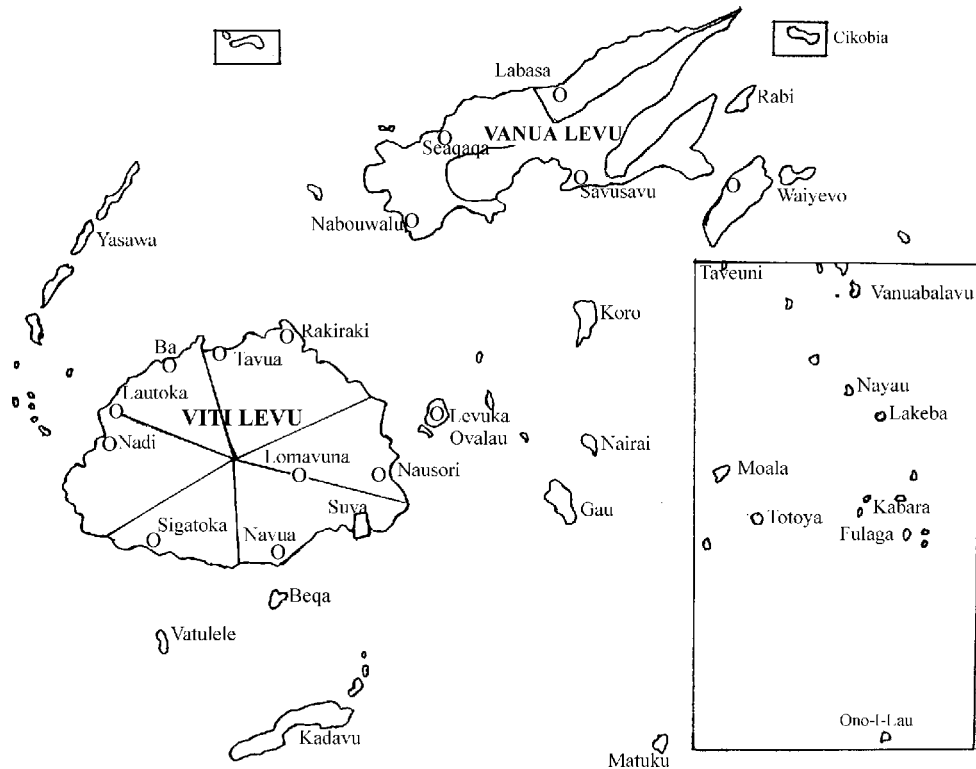 Cikobia
Labasa
Rabi
VANUA LEVU
Seaqaqa
Savusavu
Waiyevo
Nabouwalu
Yasawa
Taveuni
Vanuabalavu
Koro
Rakiraki
Ba
Tavua
Lautoka
VITI LEVU
Nayau
Levuka
Lakeba
Ovalau
Nadi
Nairai
Lomavuna
Nausori
Moala
Suva
Gau
Kabara
Totoya
Sigatoka
Navua
Fulaga
Beqa
Vatulele
Ono-I-Lau
Kadavu
Matuku